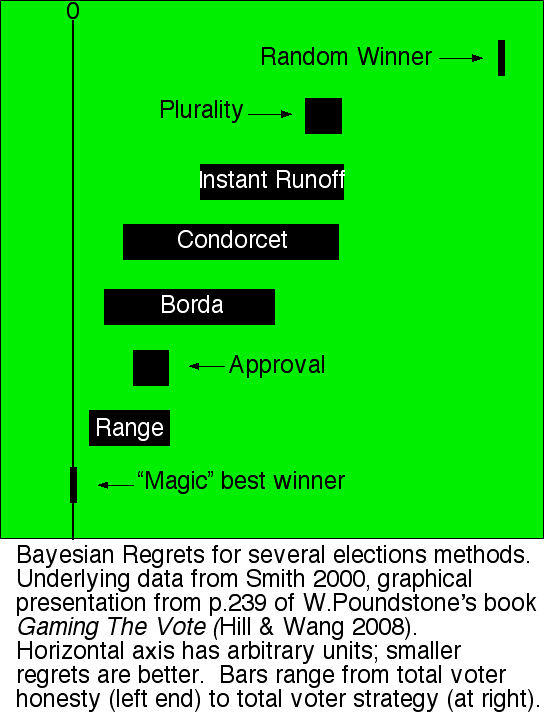 0
Random Winner
Plurality
Instant Runoff
Condorcet
Borda
Approval
Range
“Magic” best winner
Bayesian Regrets for several elections methods.
Underlying data from Smith 2000, graphical
presentation from p.239 of W.Poundstone's book
Gaming The Vote (Hill & Wang 2008).
Horizontal axis has arbitrary units; smaller
regrets are better.  Bars range from total voter
honesty (left end) to total voter strategy (at right).